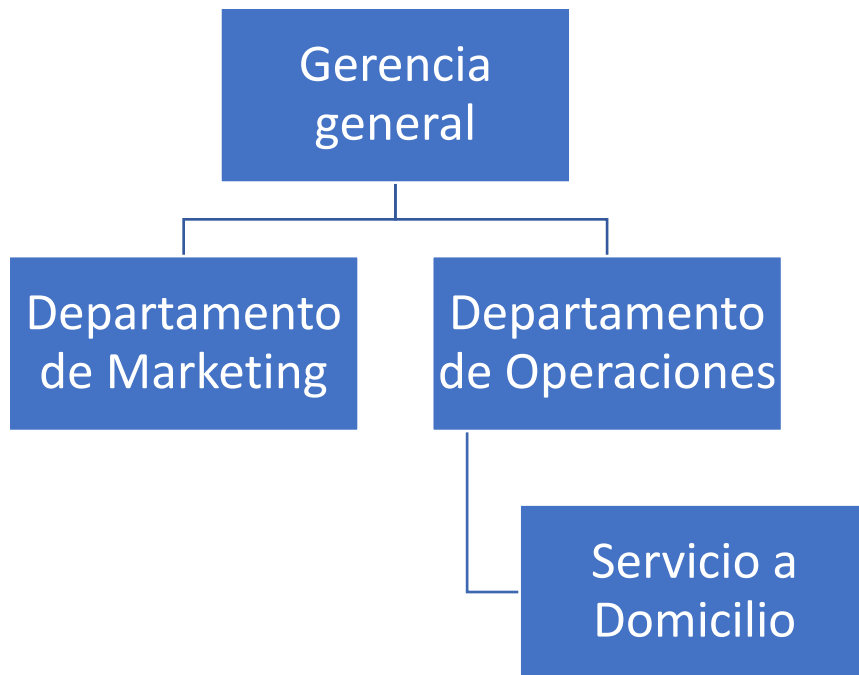 Gerencia
general
Departamento
de Marketing
Departamento
de Operaciones
Servicio a
Domicilio